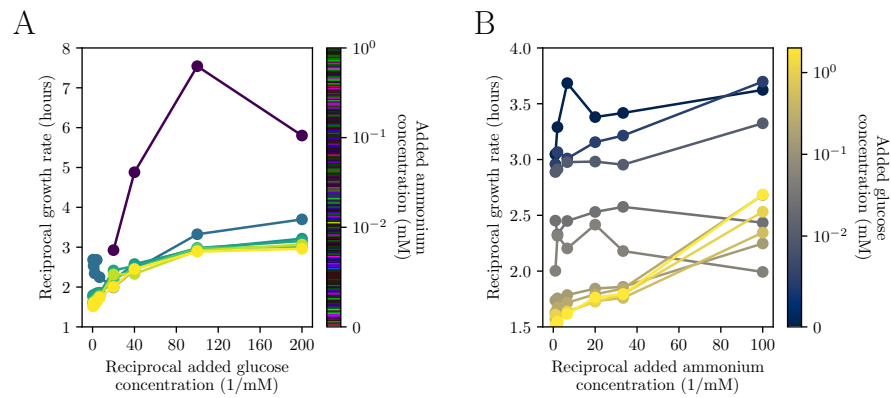 A
8
7
6
5
4
3
2
1
Reciprocal growth rate (hours)
0
40
80
120
160
200
Reciprocal added glucose
concentration (1/mM)
10^0
10^-1
10^-2
0
Added ammonium
concentration (mM)
B
4.0
3.5
3.0
2.5
2.0
1.5
Reciprocal growth rate (hours)
0
20
40
60
80
100
Reciprocal added ammonium
concentration (1/mM)
10^0
10^-1
10^-2
0
Added glucose
concentration (mM)